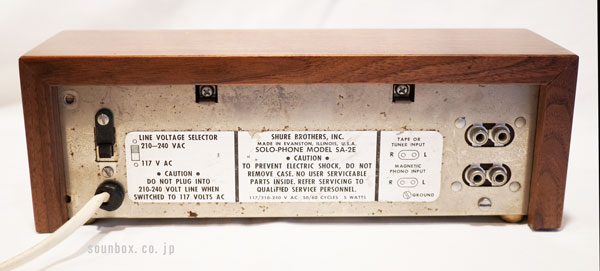 LINE VOLTAGE SELECTOR
210-240 VAC
117 V AC
• CAUTION •
DO NOT PLUG INTO
210-240 VOLT LINE WHEN
SWITCHED TO 117 VOLTS AC
SHURE BROTHERS, INC.
MADE IN EVANSTON, ILLINOIS, U.S.A.
SOLO-PHONE MODEL SA-2E
• CAUTION •
TO PREVENT ELECTRIC SHOCK, DO NOT
REMOVE CASE. NO USER SERVICEABLE
PARTS INSIDE. REFER SERVICING TO
QUALIFIED SERVICE PERSONNEL.
117/210-240 V AC 50/60 CYCLES 5 WATTS
TAPE OR
TUNER INPUT
R L
MAGNETIC
PHONO INPUT
R L
GROUND
sounbox.co.jp